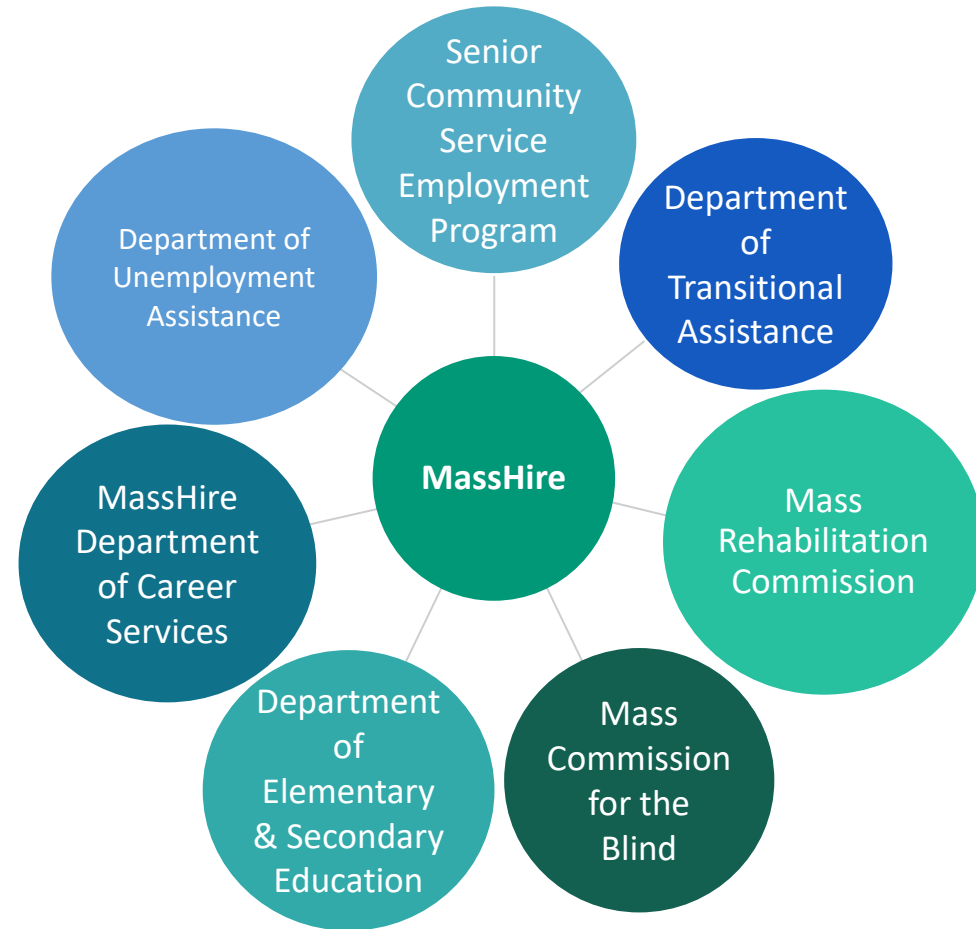 Senior
Community
Service
Employment
Program
Department
of
Transitional
Assistance
Mass
Rehabilitation
Commission
Mass
Commission
for the
Blind
Department
of
Elementary
& Secondary
Education
MassHire
Department
of Career
Services
Department of
Unemployment
Assistance
MassHire